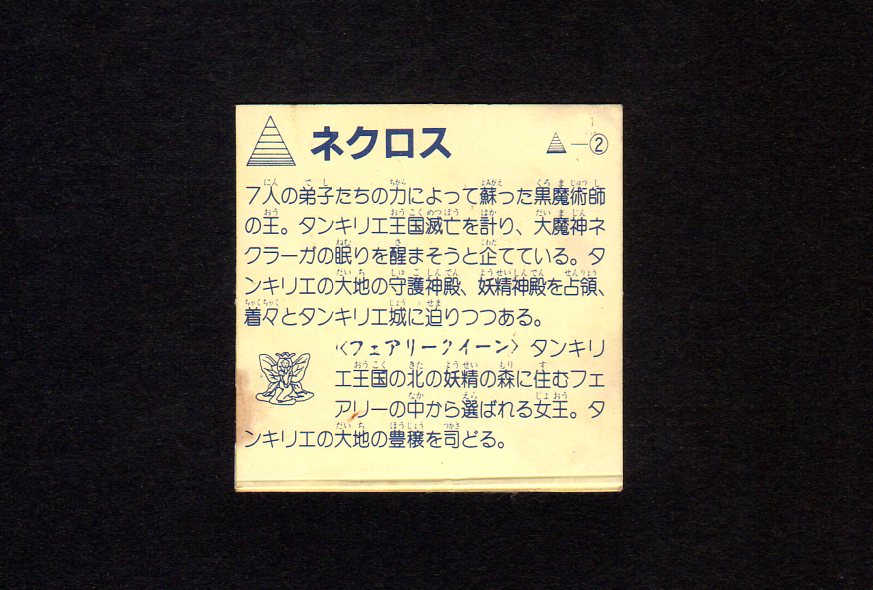 ネクロス
―②
7人の弟子たちの力によって蘇った黒魔術師
の王。タンキリエ王国滅亡を計り、大魔神ネ
クラーガの眠りを醒まそうと企てている。タ
ンキリエの大地の守護神殿、妖精神殿を占領、
着々とタンキリエ城に迫りつつある。
〈フェアリークイーン〉タンキリ
エ王国の北の妖精の森に住むフェ
アリーの中から選ばれる女王。タ
ンキリエの大地の豊穣を司どる。